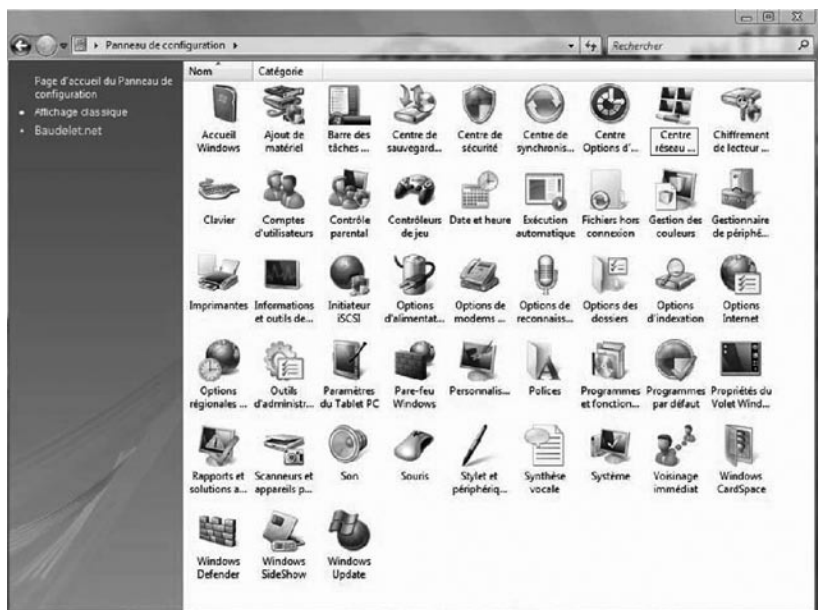 Panneau de configuration
Rechercher
Page d'accueil du Panneau de
configuration
Affichage classique
Baudelet.net
Nom Catégorie
Accueil
Windows
Ajout de
matériel
Barre des
tâches ...
Centre de
sauvegard...
Centre de
sécurité
Centre de
synchronis...
Centre
Options d'...
Centre
réseau ...
Chiffrement
de lecteur ...
Clavier
Comptes
d'utilisateurs
Contrôle
parental
Contrôleurs
de jeu
Date et heure
Exécution
automatique
Fichiers hors
connexion
Gestion des
couleurs
Gestionnaire
de périphé...
Imprimantes
Informations
et outils de...
Initiateur
iSCSI
Options
d'alimentat...
Options de
modems ...
Options de
reconnaiss...
Options des
dossiers
Options
d'indexation
Options
Internet
Options
régionales ...
Outils
d'administr...
Paramètres
du Tablet PC
Pare-feu
Windows
Personnalis...
Polices
Programmes
et fonction...
Programmes
par défaut
Propriétés du
Volet Wind...
Rapports et
solutions a...
Scanneurs et
appareils p...
Son
Souris
Stylet et
périphériq...
Synthèse
vocale
Système
Voisinage
immédiat
Windows
CardSpace
Windows
Defender
Windows
SideShow
Windows
Update